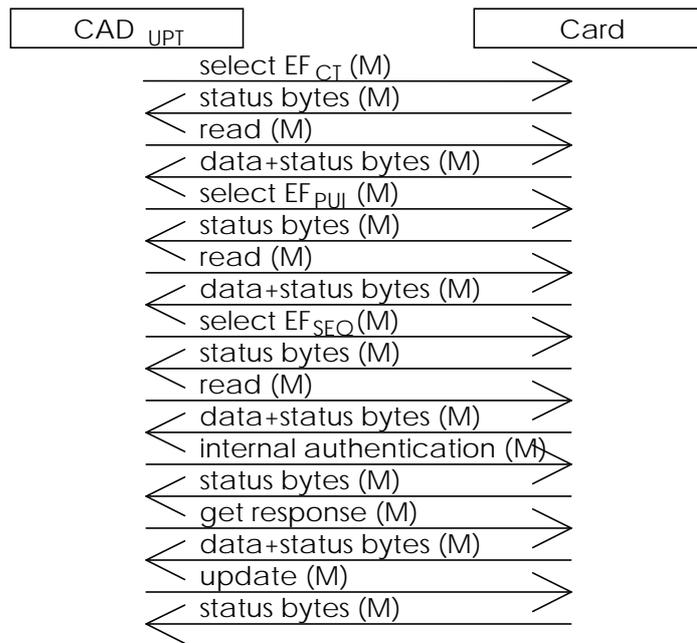 CAD UPT Card
select EF CT (M)
status bytes (M)
read (M)
data+status bytes (M)
select EF PUI (M)
status bytes (M)
read (M)
data+status bytes (M)
select EF SEQ (M)
status bytes (M)
read (M)
data+status bytes (M)
internal authentication (M)
status bytes (M)
get response (M)
data+status bytes (M)
update (M)
status bytes (M)